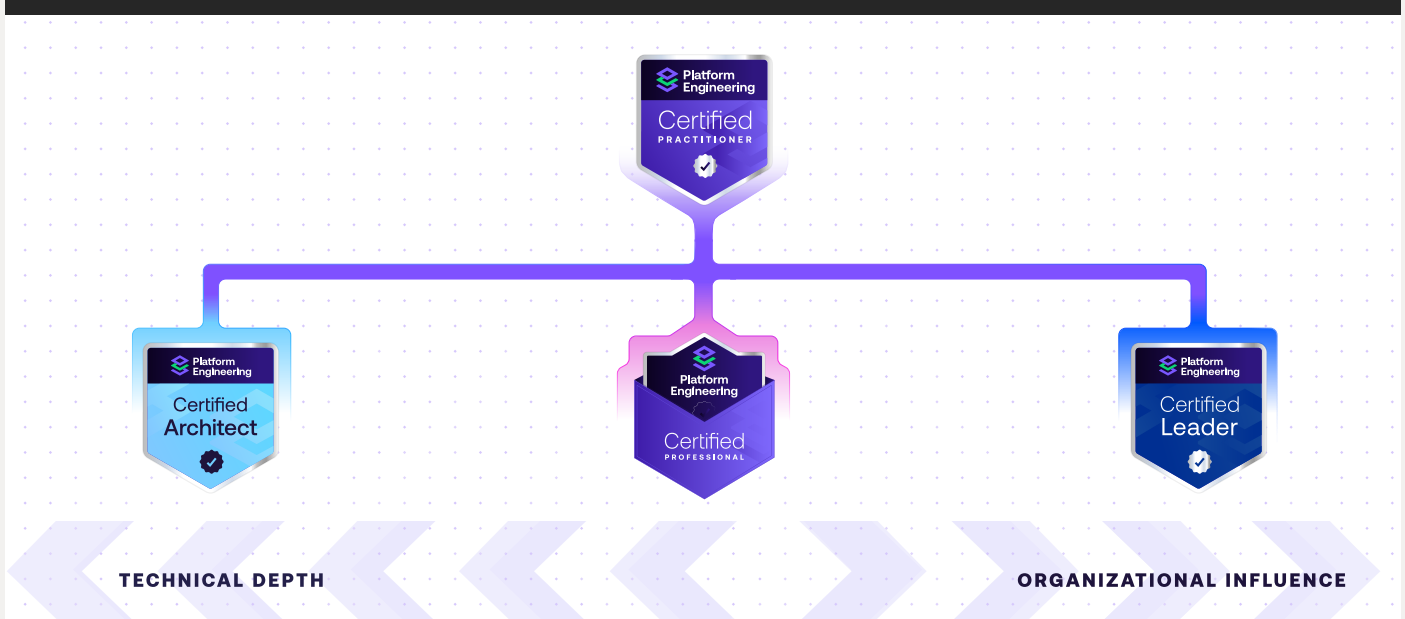 Platform
Engineering
Certified
PRACTITIONER
Platform
Engineering
Certified
Architect
Platform
Engineering
Certified
PROFESSIONAL
Platform
Engineering
Certified
Leader
TECHNICAL DEPTH
ORGANIZATIONAL INFLUENCE